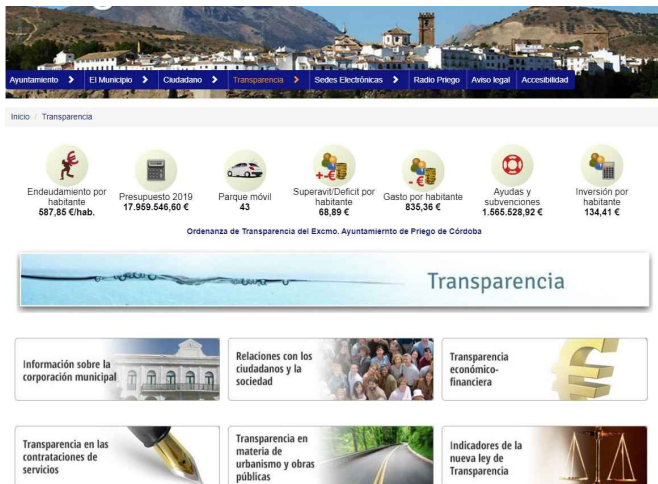 Ayuntamiento El Municipio Ciudadano Transparencia Sedes Electrónicas Radio Priego Aviso legal Accesibilidad
Inicio / Transparencia
Endeudamiento por
habitante
587,85 €/hab.
Presupuesto 2019
17.959.546,60 €
Parque móvil
43
Superavit/Deficit por
habitante
68,89 €
Gasto por habitante
835,36 €
Ayudas y
subvenciones
1.565.528,92 €
Inversión por
habitante
134,41 €
Ordenanza de Transparencia del Excmo. Ayuntamiernto de Priego de Córdoba
Transparencia
Información sobre la
corporación municipal
Relaciones con los
ciudadanos y la
sociedad
Transparencia
económico-
financiera
Transparencia en las
contrataciones de
servicios
Transparencia en
materia de
urbanismo y obras
públicas
Indicadores de la
nueva ley de
Transparencia